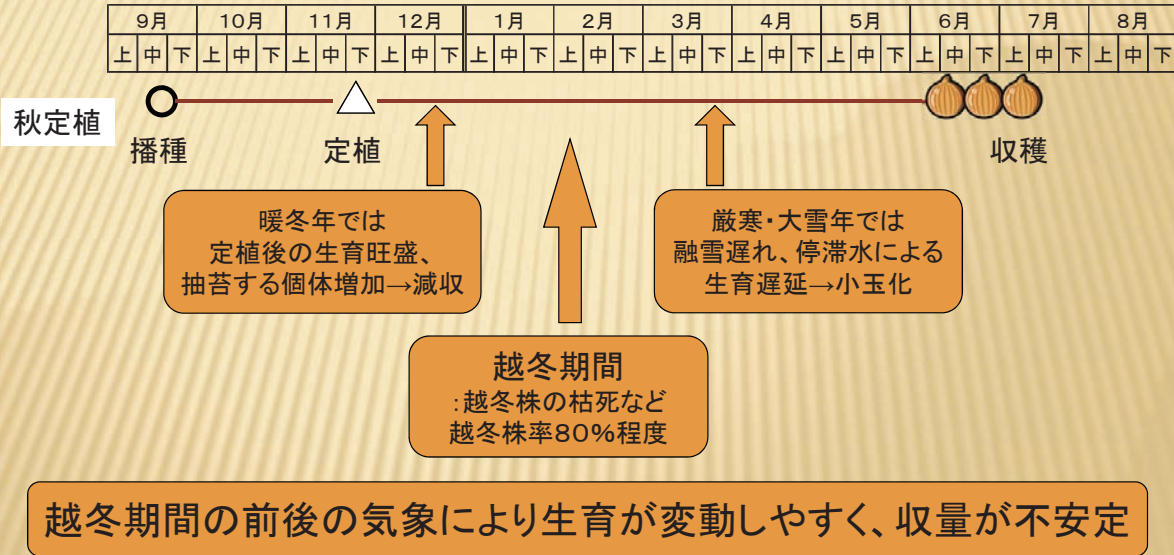 9月 10月 11月 12月 1月 2月 3月 4月 5月 6月 7月 8月
上 中 下 上 中 下 上 中 下 上 中 下 上 中 下 上 中 下 上 中 下 上 中 下 上 中 下 上 中 下 上 中 下 上 中 下
秋定植
播種 定植 収穫
暖冬年では
定植後の生育旺盛、
抽苔する個体増加→減収
厳寒・大雪年では
融雪遅れ、停滞水による
生育遅延→小玉化
越冬期間
:越冬株の枯死など
越冬株率80%程度
越冬期間の前後の気象により生育が変動しやすく、収量が不安定